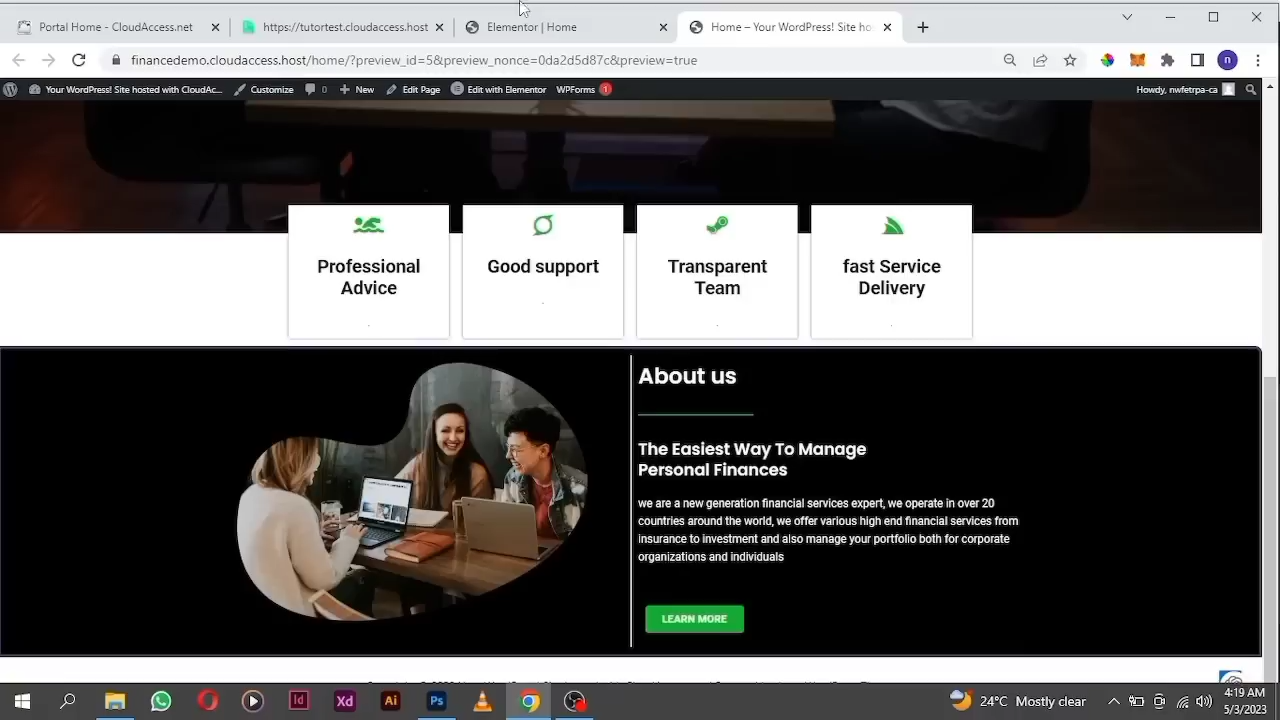 Portal Home - CloudAccess.net
https://tutortest.cloudaccess.host
Elementor | Home
Home – Your WordPress! Site ho
financedemo.cloudaccess.host/home/?preview_id=5&preview_nonce=0da2d5d87c&preview=true
n
Your WordPress! Site hosted with CloudAc...
Customize
0
New
Edit Page
Edit with Elementor
WPForms
1
Howdy, nwfetrpa-ca
Professional
Advice
.
Good support
.
Transparent
Team
.
fast Service
Delivery
.
About us
The Easiest Way To Manage
Personal Finances
we are a new generation financial services expert, we operate in over 20
countries around the world, we offer various high end financial services from
insurance to investment and also manage your portfolio both for corporate
organizations and individuals
LEARN MORE
Id
Xd
Ai
Ps
24°C Mostly clear
4:19 AM
5/3/2023